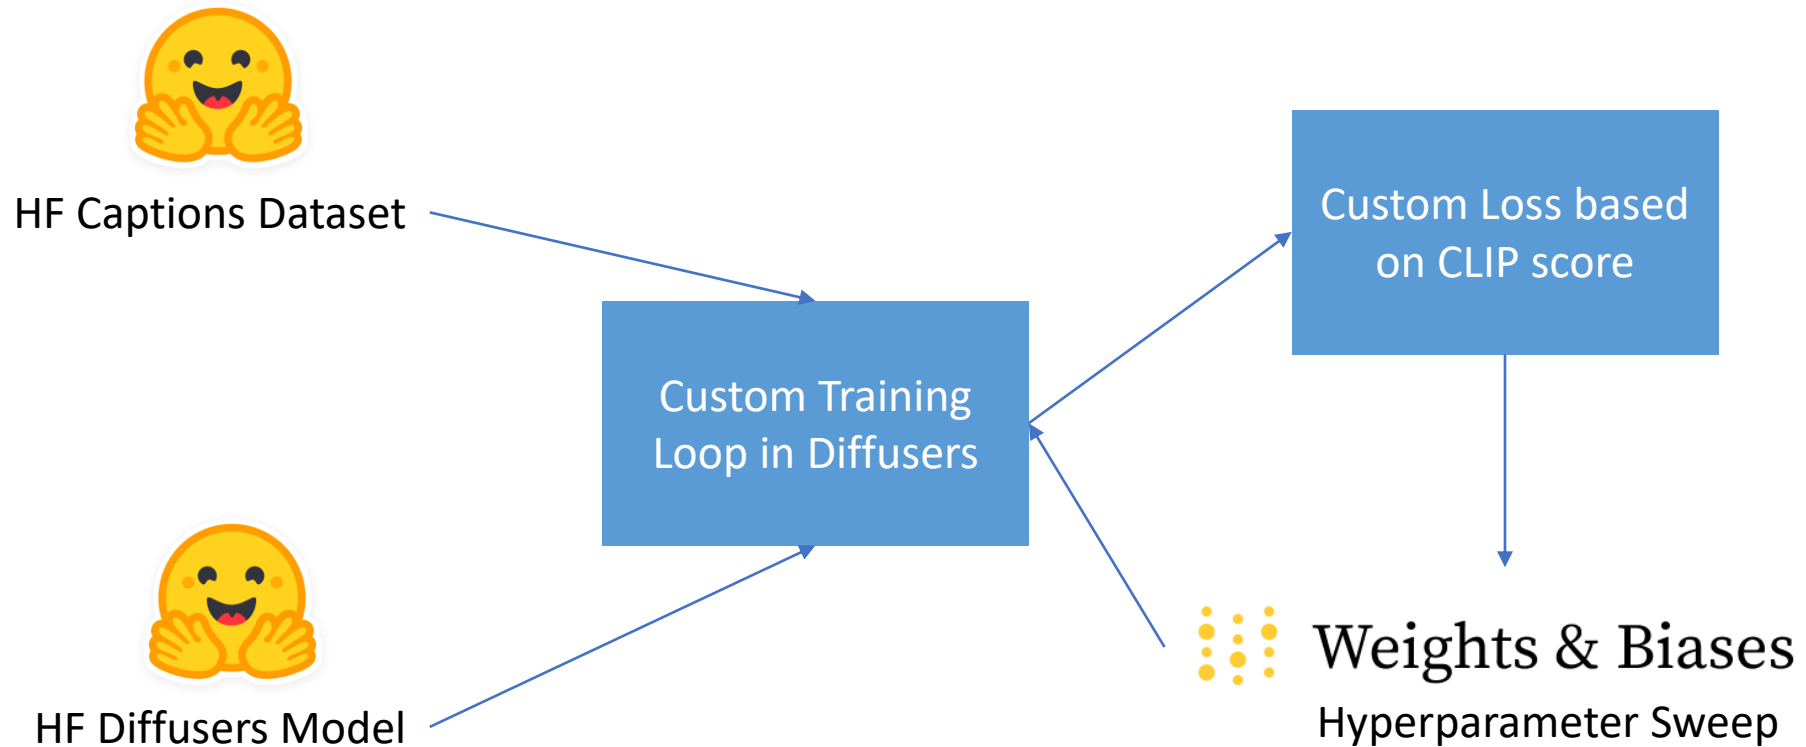 HF Captions Dataset
Custom Loss based
on CLIP score
Custom Training
Loop in Diffusers
Weights & Biases
HF Diffusers Model
Hyperparameter Sweep